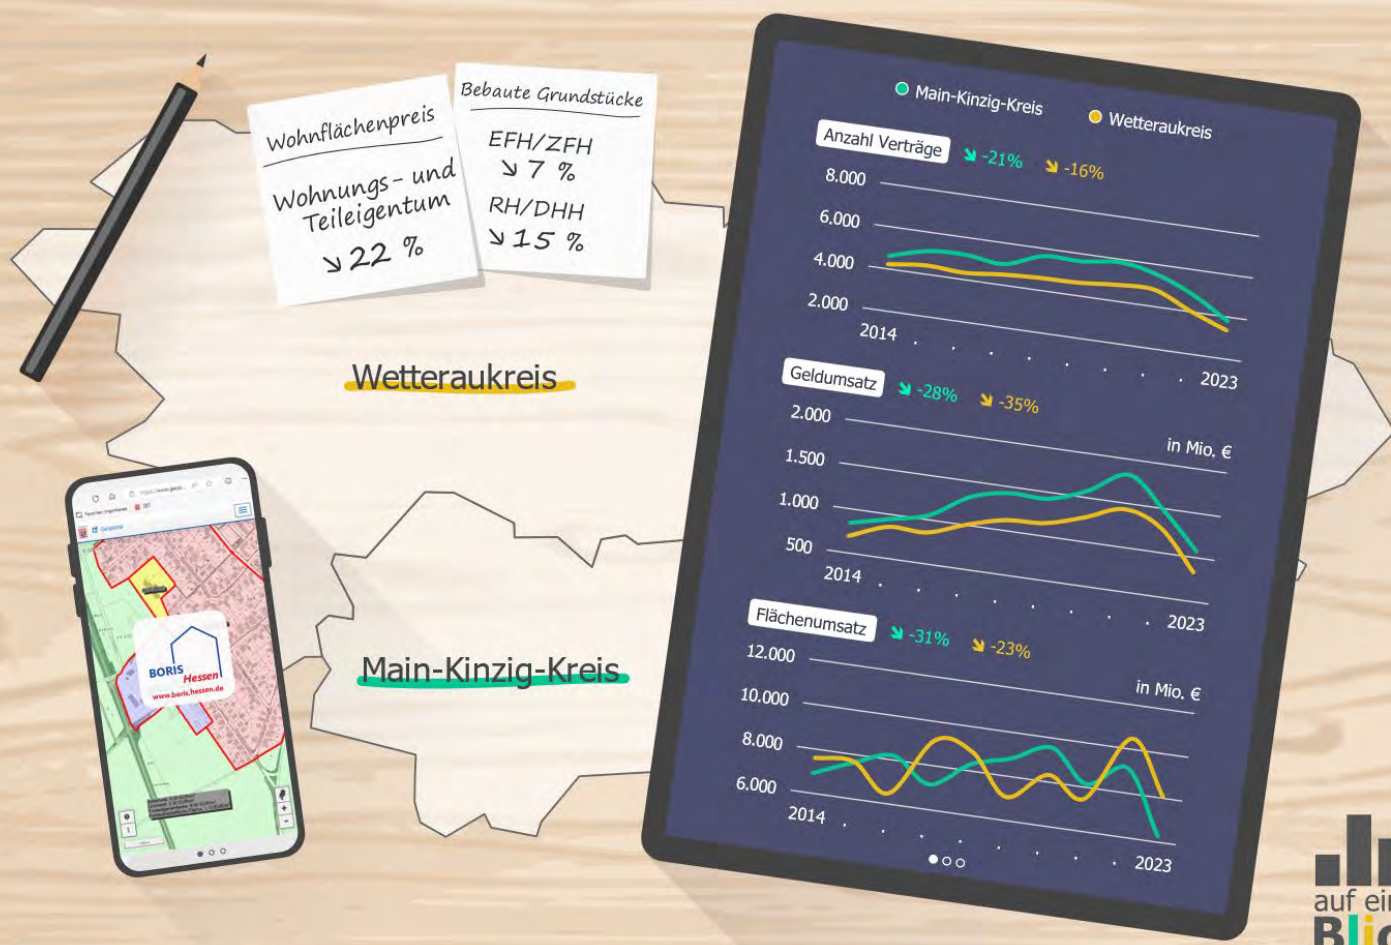 Wohnflächenpreis
Wohnungs- und
Teileigentum
↘ 22 %
Bebaute Grundstücke
EFH/ZFH
↘ 7 %
RH/DHH
↘ 15 %
Wetteraukreis
Main-Kinzig-Kreis
BORIS
Hessen
www.boris.hessen.de
Main-Kinzig-Kreis Wetteraukreis
Anzahl Verträge ↘ -21% ↘ -16%
8.000
6.000
4.000
2.000
2014 2023
Geldumsatz ↘ -28% ↘ -35%
in Mio. €
2.000
1.500
1.000
500
2014 2023
Flächenumsatz ↘ -31% ↘ -23%
in Mio. €
12.000
10.000
8.000
6.000
2014 2023
auf ein